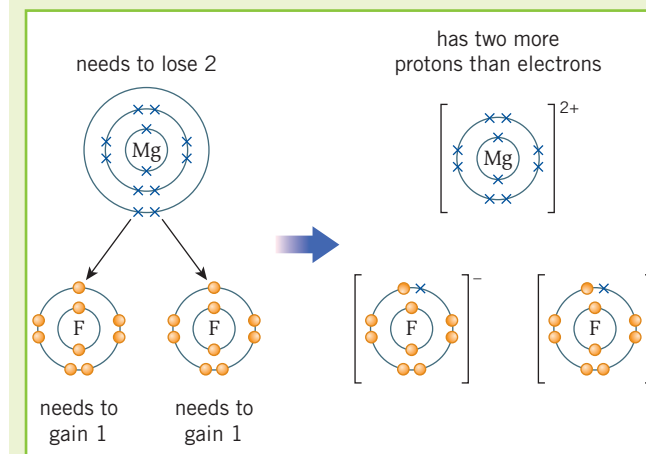 needs to lose 2
has two more
protons than electrons
Mg
Mg
2+
F
F
F
–
F
needs to
gain 1
needs to
gain 1